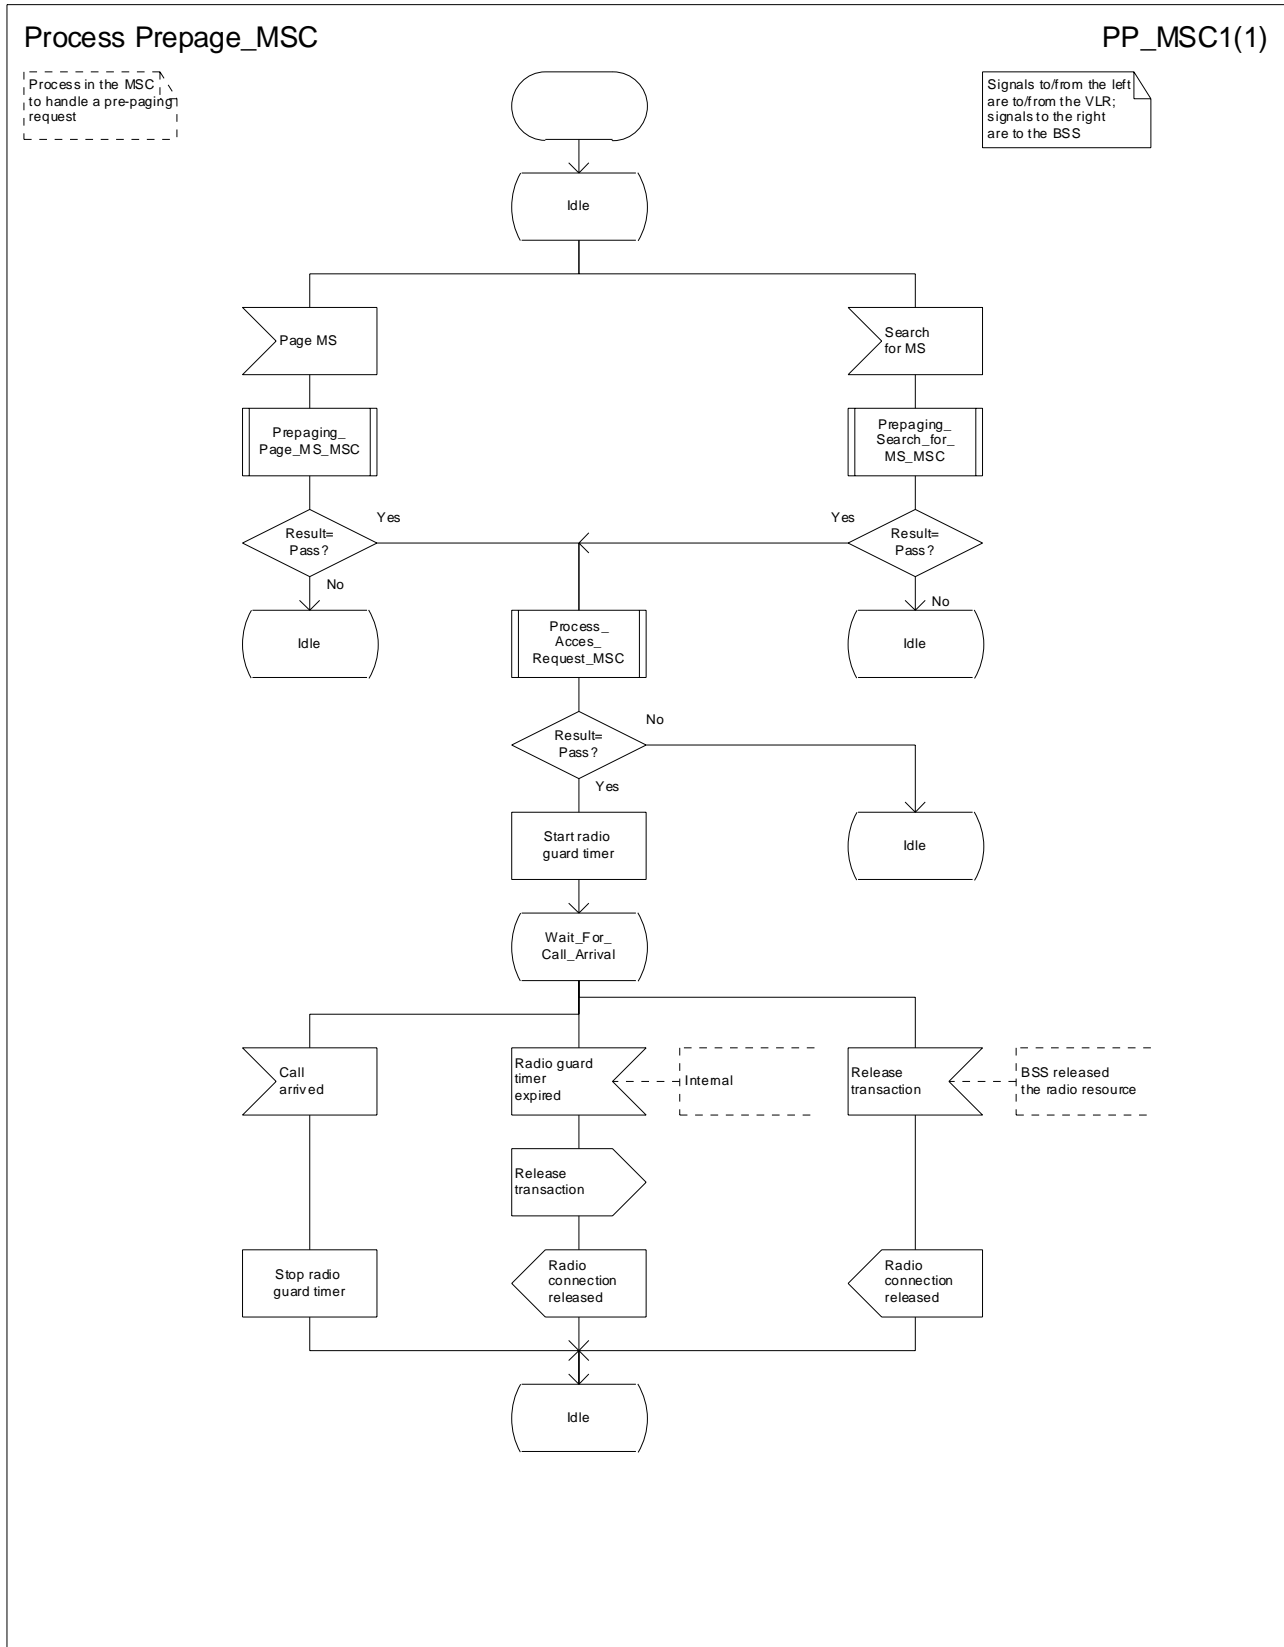 Process Prepage_MSC
PP_MSC1(1)
Process in the MSC
to handle a pre-paging
request
Signals to/from the left
are to/from the VLR;
signals to the right
are to the BSS
Idle
Page MS
Search
for MS
Prepaging_
Page_MS_MSC
Prepaging_
Search_for_
MS_MSC
Result=
Pass?
Yes
No
Yes
Result=
Pass?
No
Idle
Process_
Acces_
Request_MSC
Idle
Result=
Pass?
No
Yes
Start radio
guard timer
Idle
Wait_For_
Call_Arrival
Call
arrived
Radio guard
timer
expired
Internal
Release
transaction
BSS released
the radio resource
Release
transaction
Stop radio
guard timer
Radio
connection
released
Radio
connection
released
Idle